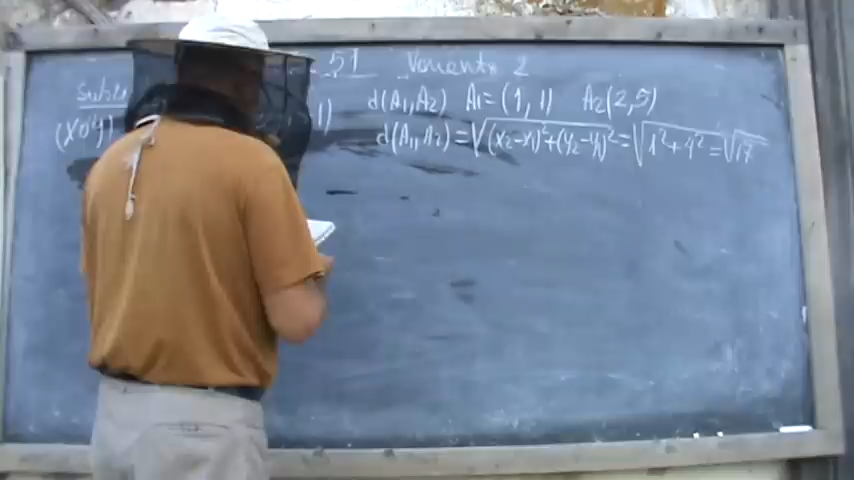 51 Varianta 2
d(A1,A2) A1=(1,1) A2(2,5)
(xOy) 1) d(A1,A2)=√(x2-x1)²+(y2-y1)²=√1²+4²=√17